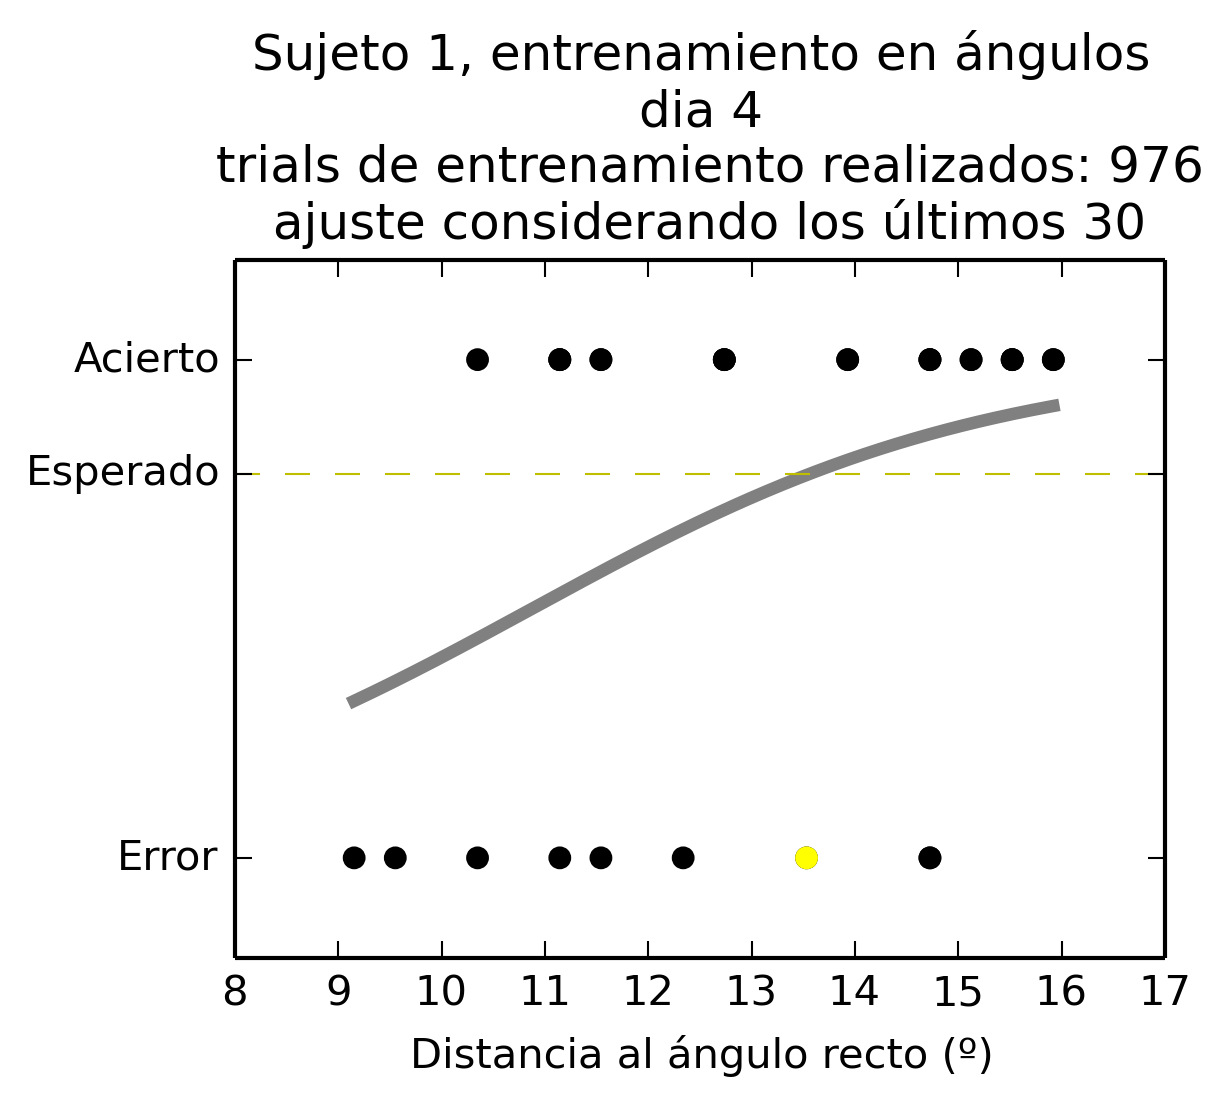 Sujeto 1, entrenamiento en ángulos
dia 4
trials de entrenamiento realizados: 976
ajuste considerando los últimos 30
Acierto
Esperado
Error
8 9 10 11 12 13 14 15 16 17
Distancia al ángulo recto (º)